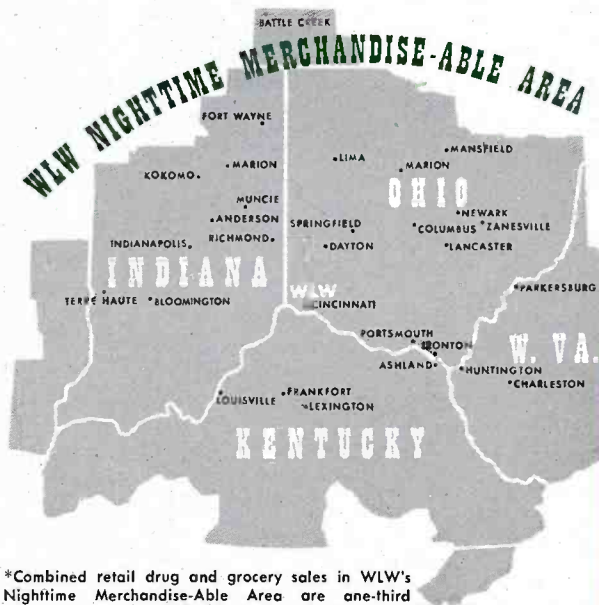 WLW NIGHTTIME MERCHANDISE-ABLE AREA
BATTLE CREEK
FORT WAYNE
KOKOMO
MARION
LIMA
MARION
MANSFIELD
OHIO
MUNCIE
ANDERSON
RICHMOND
INDIANAPOLIS
SPRINGFIELD
DAYTON
NEWARK
COLUMBUS
ZANESVILLE
LANCASTER
INDIANA
TERRE HAUTE
BLOOMINGTON
WLW
CINCINNATI
PARKERSBURG
PORTSMOUTH
IRONTON
ASHLAND
W. VA.
HUNTINGTON
CHARLESTON
LOUISVILLE
FRANKFORT
LEXINGTON
KENTUCKY
*Combined retail drug and grocery sales in WLW's
Nighttime Merchandise-Able Area are one-third